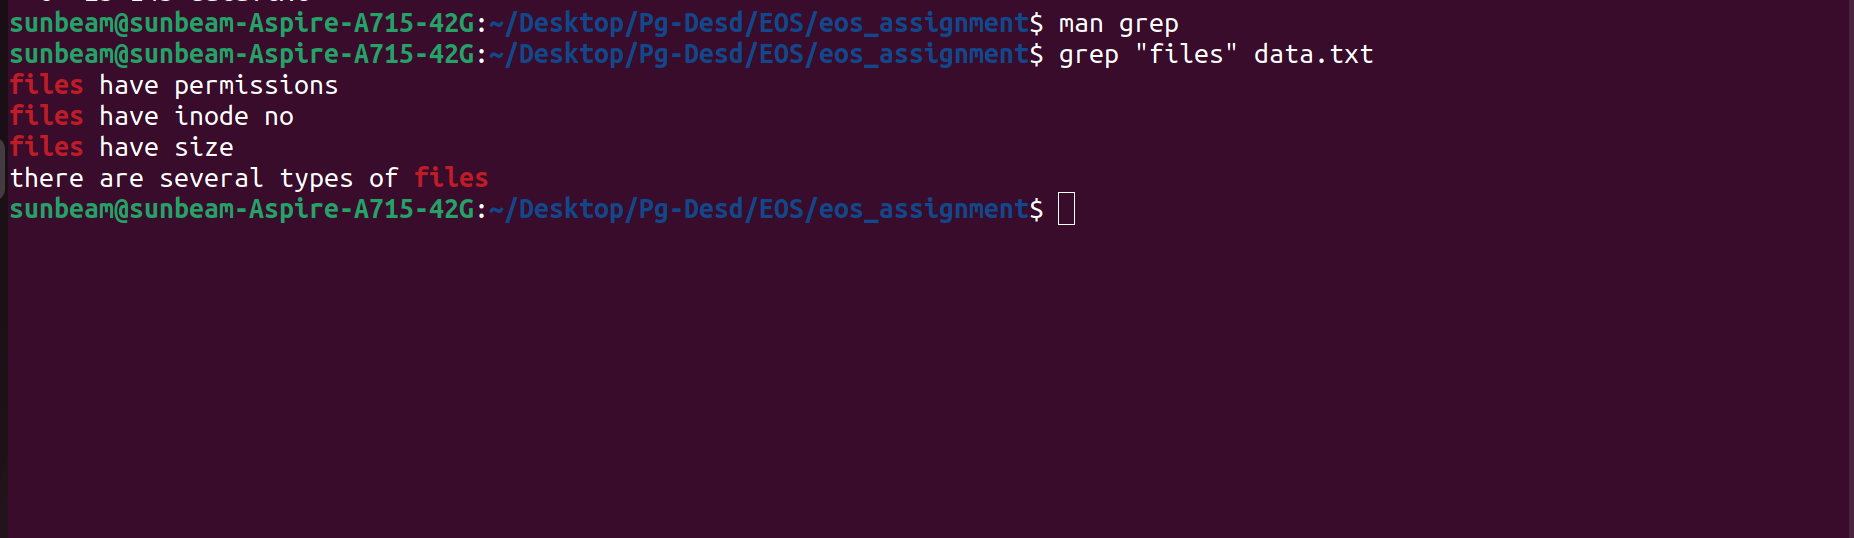 sunbeam@sunbeam-Aspire-A715-42G:~/Desktop/Pg-Desd/EOS/eos_assignment$ man grep
sunbeam@sunbeam-Aspire-A715-42G:~/Desktop/Pg-Desd/EOS/eos_assignment$ grep "files" data.txt
files have permissions
files have inode no
files have size
there are several types of files
sunbeam@sunbeam-Aspire-A715-42G:~/Desktop/Pg-Desd/EOS/eos_assignment$